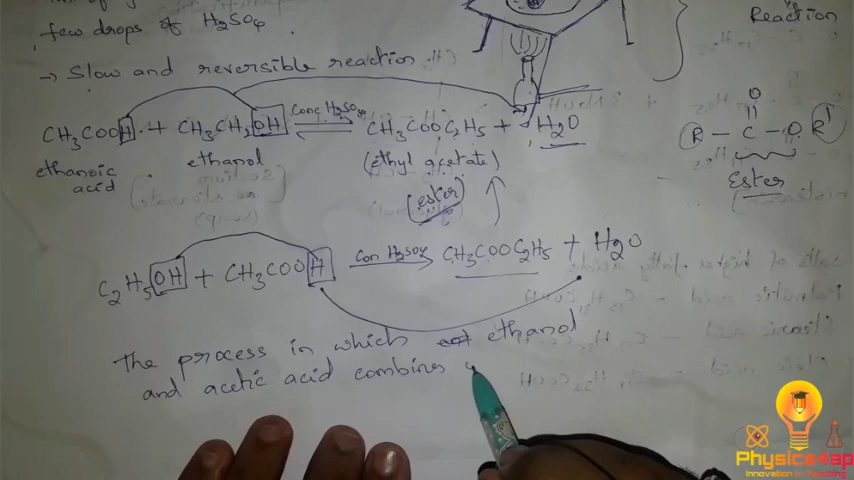 few drops of H₂SO₄
→ Slow and reversible reaction
Reaction
O
R – C – O R'
Ester
Conc H₂SO₄
CH₃COOH + CH₃CH₂OH ⇌ CH₃COOC₂H₅ + H₂O
ethanoic acid
ethanol
(ethyl acetate)
(ester)
Con H₂SO₄
C₂H₅OH + CH₃COOH → CH₃COOC₂H₅ + H₂O
The process in which ethanol
and acetic acid combines
Physics4ap
Innovation in Teaching